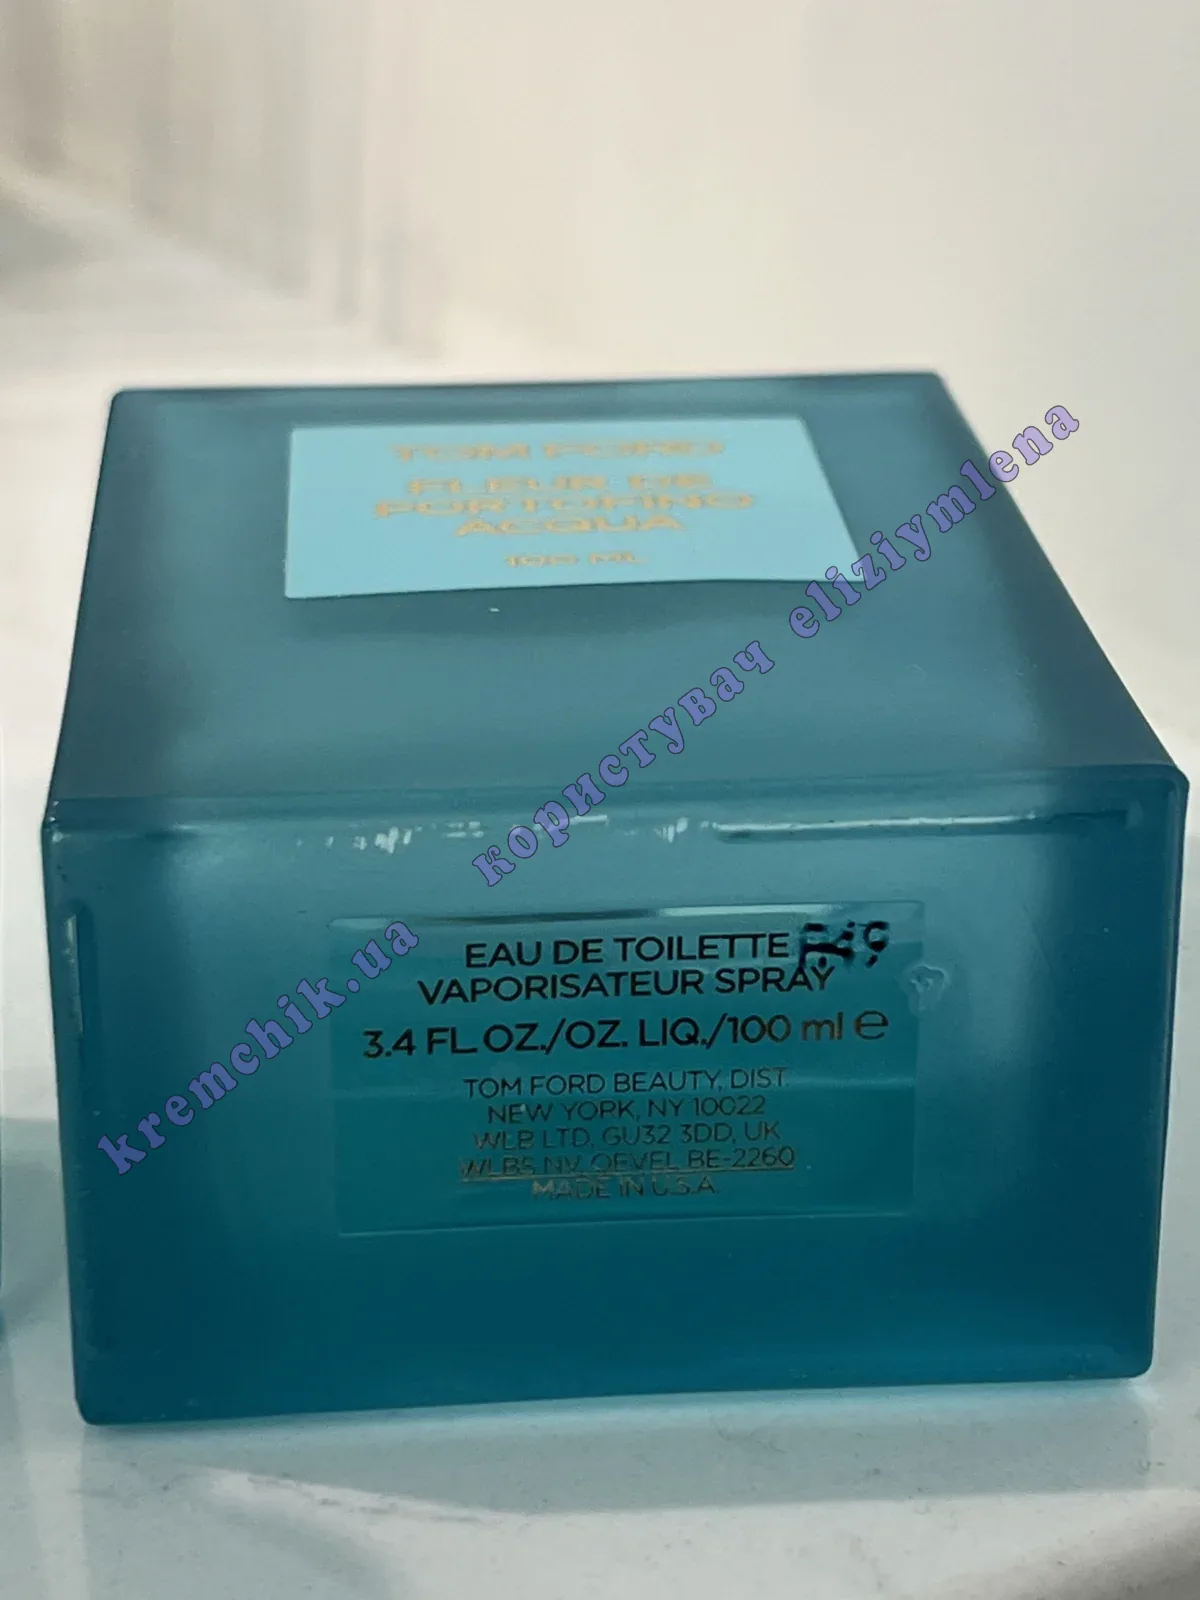 TOM FORD
FLEUR DE
PORTOFINO
ACQUA
100 ML
kremchik.ua користувач eliziymlena
EAU DE TOILETTE
VAPORISATEUR SPRAY
3.4 FL OZ./OZ. LIQ./100 ml e
TOM FORD BEAUTY, DIST.
NEW YORK, NY 10022
WLB LTD, GU32 3DD, UK
WLBS NV, OEVEL BE-2260
MADE IN U.S.A.